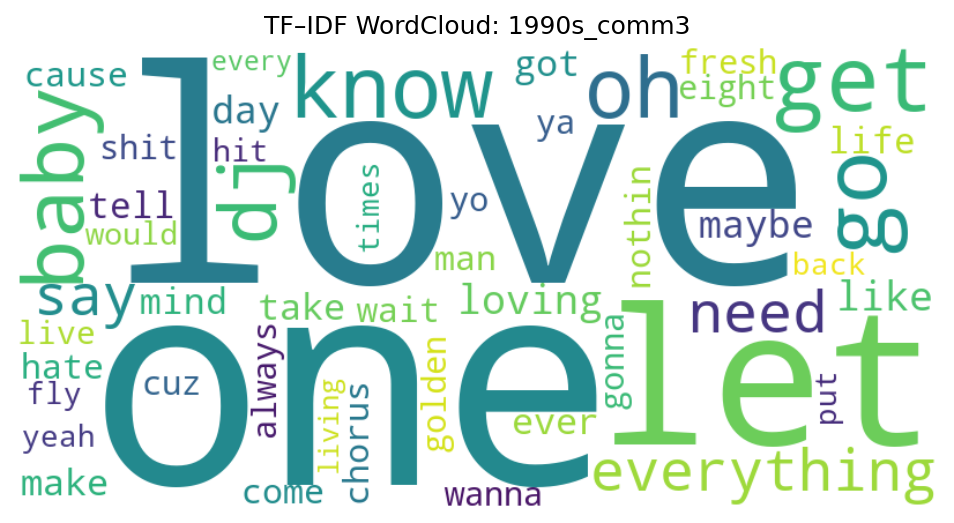 TF–IDF WordCloud: 1990s_comm3
cause
every
know
got
oh
fresh
eight
get
baby
shit
day
hit
dj
love
times
ya
yo
life
go
tell
would
man
nothin
maybe
back
say
mind
take
wait
loving
need
like
live
hate
fly
cuz
yeah
make
one
always
living
chorus
golden
ever
gonna
let
put
everything
come
wanna